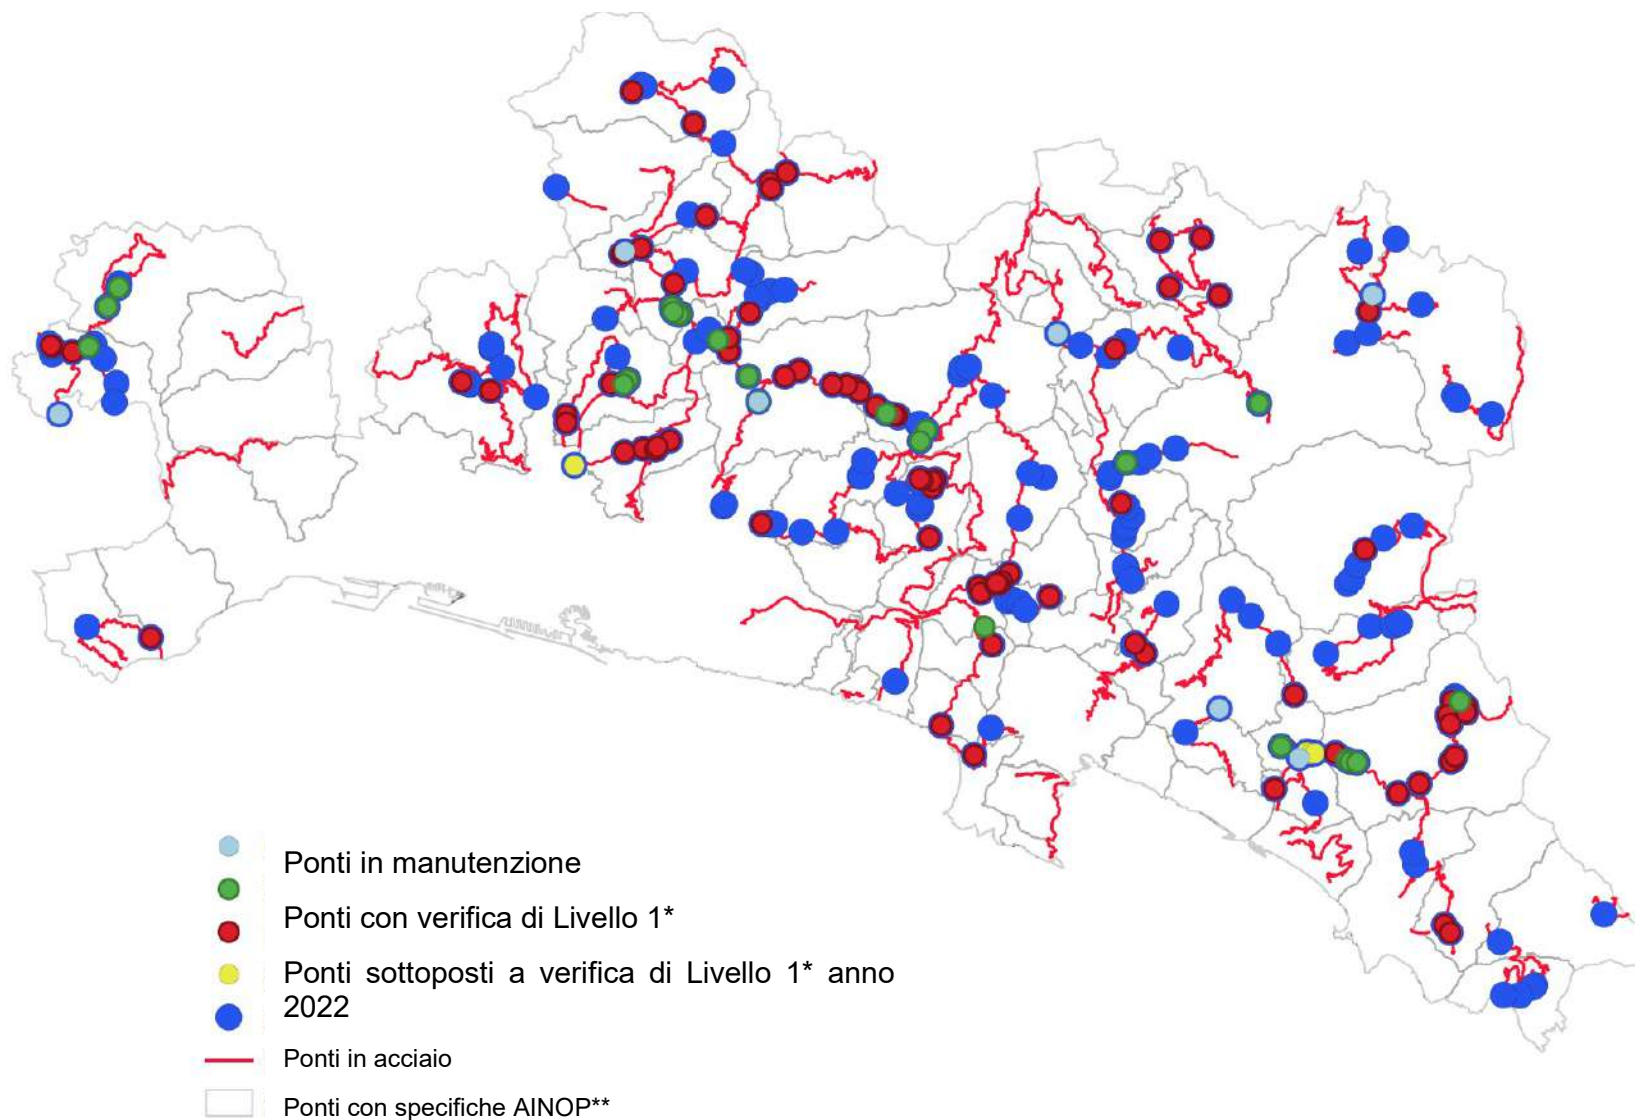 Ponti in manutenzione
Ponti con verifica di Livello 1*
Ponti sottoposti a verifica di Livello 1* anno
2022
Ponti in acciaio
Ponti con specifiche AINOP**